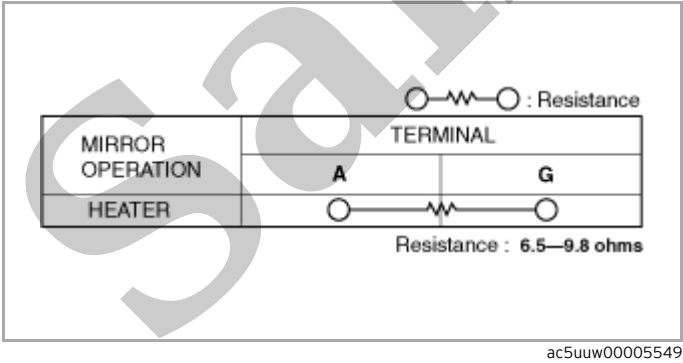 : Resistance
MIRROR OPERATION
TERMINAL
A G
HEATER
Resistance : 6.5—9.8 ohms
ac5uuw00005549